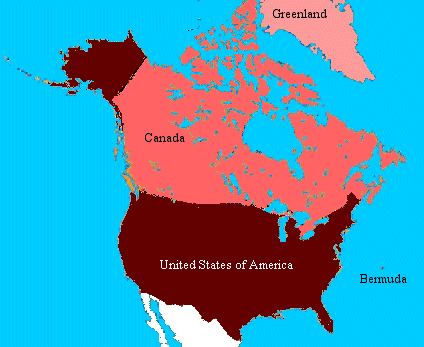 Greenland
Canada
United States of America
Bermuda